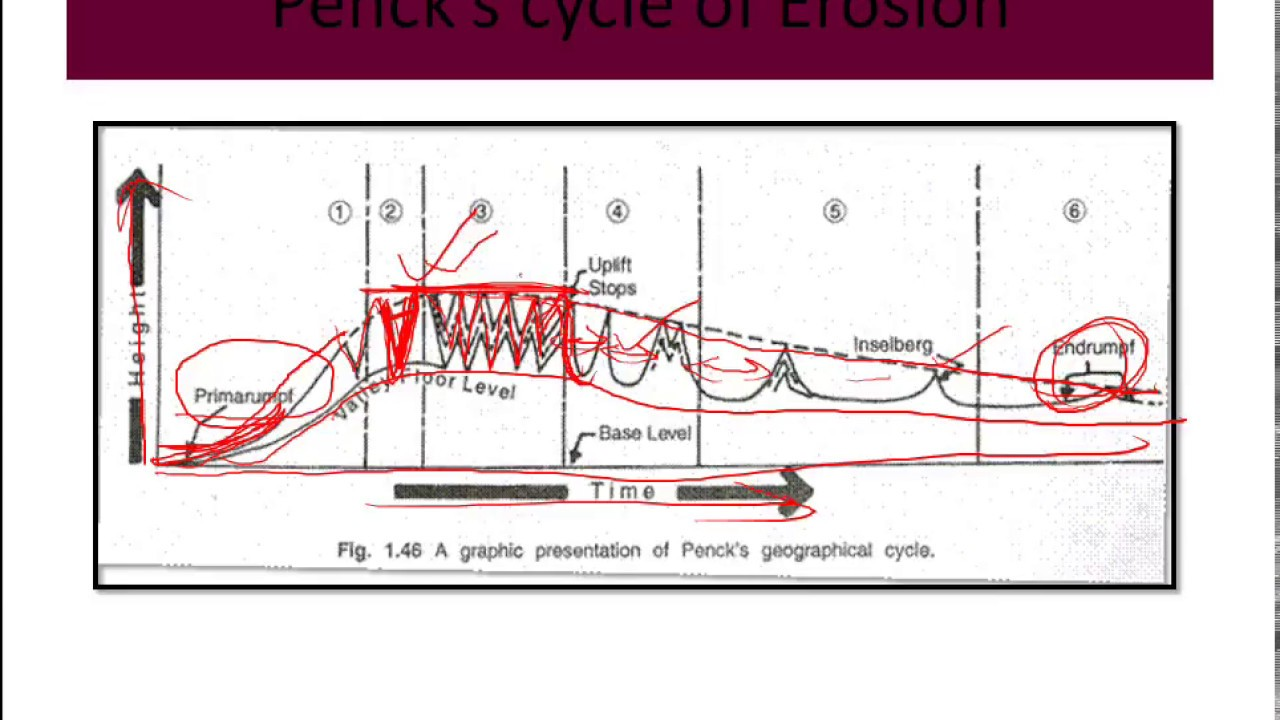 Penck's cycle of Erosion
① ② ③ ④ ⑤ ⑥
Uplift
Stops
Height
Inselberg
Endrumpf
Primarumpf
Valley Floor Level
Base Level
Time
Fig. 1.46 A graphic presentation of Penck's geographical cycle.